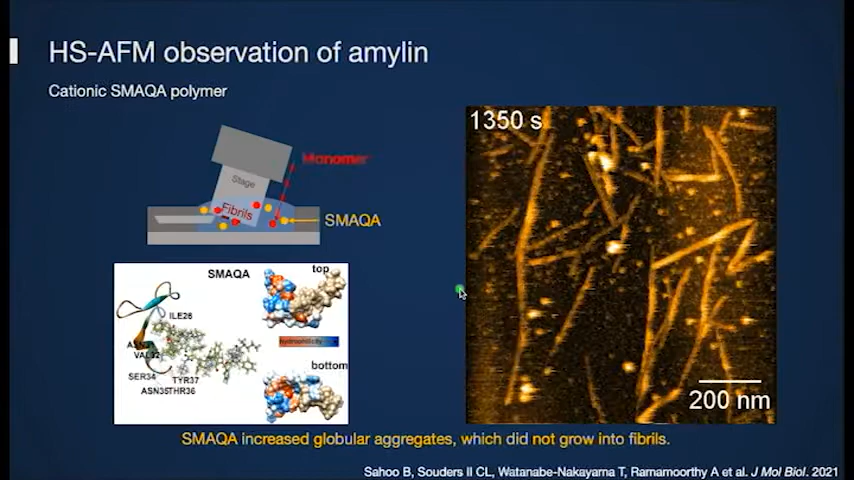 HS-AFM observation of amylin
Cationic SMAQA polymer
1350 s
Monomer
Stage
Fibrils
SMAQA
SMAQA
top
ILE26
VAL32
hydrophilicity
bottom
SER34
TYR37
ASN35THR36
200 nm
SMAQA increased globular aggregates, which did not grow into fibrils.
Sahoo B, Souders II CL, Watanabe-Nakayama T, Ramamoorthy A et al. J Mol Biol. 2021